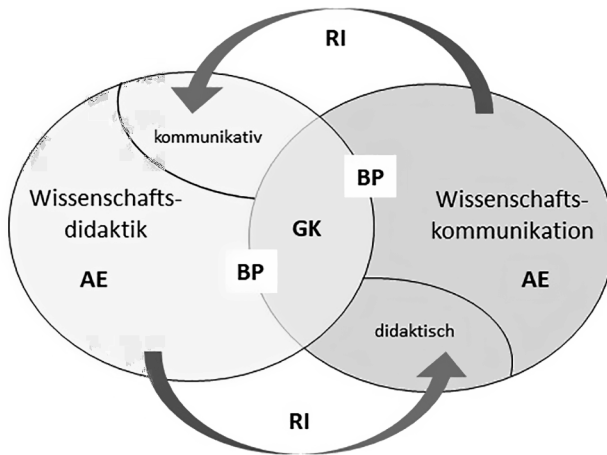 RI
kommunikativ
BP
Wissenschafts-
didaktik
Wissenschafts-
kommunikation
GK
BP
AE
AE
didaktisch
RI